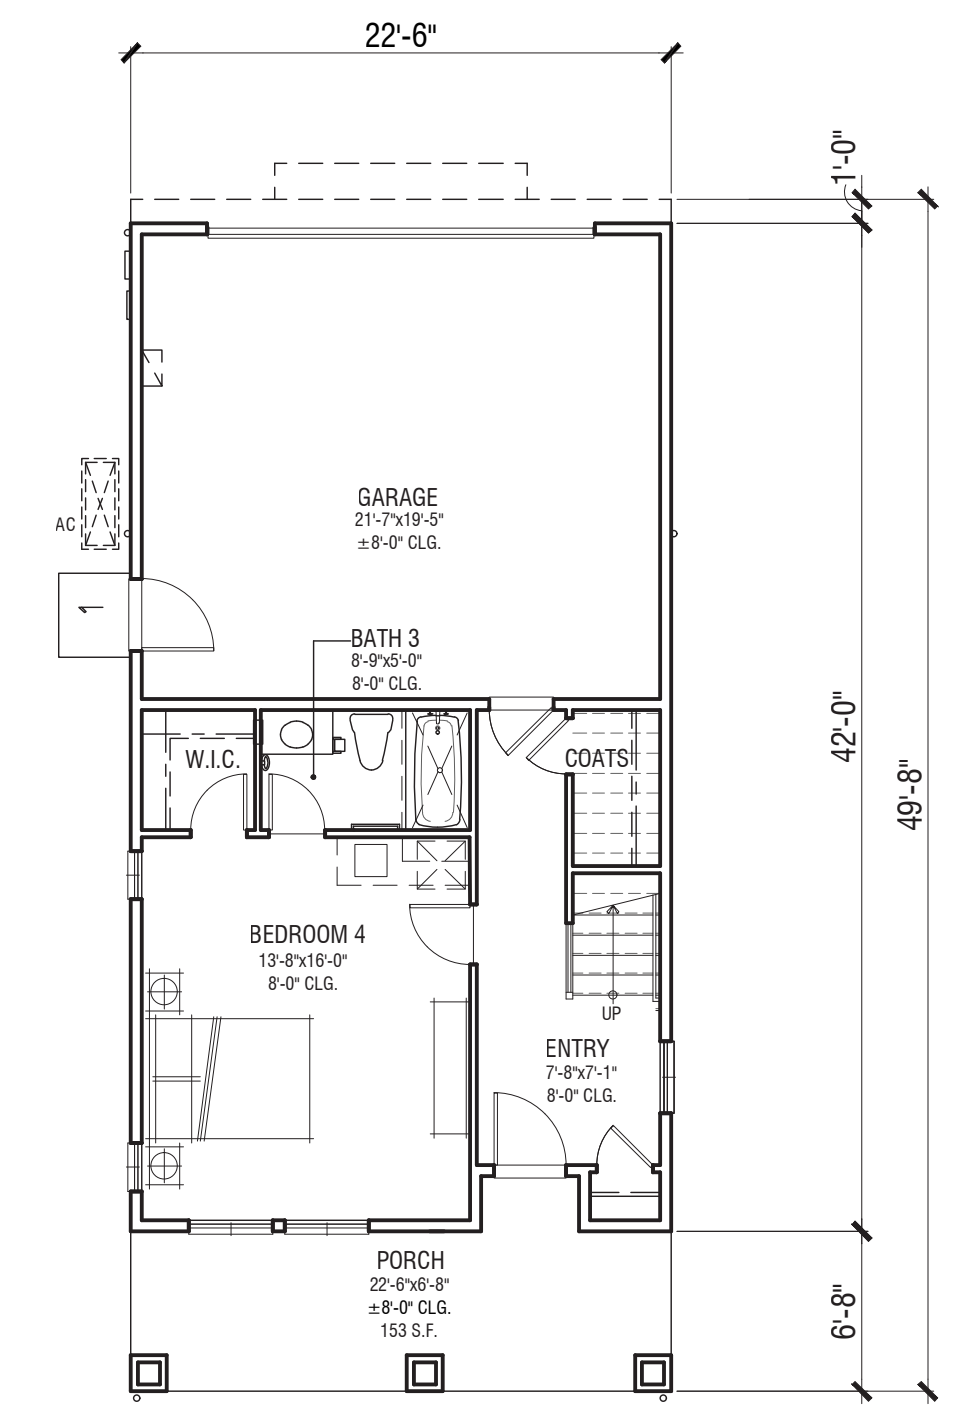 22'-6"
1'-0"
GARAGE
21'-7"x19'-5"
±8'-0" CLG.
AC
1
BATH 3
8'-9"x5'-0"
8'-0" CLG.
W.I.C.
COATS
42'-0"
49'-8"
BEDROOM 4
13'-8"x16'-0"
8'-0" CLG.
UP
ENTRY
7'-8"x7'-1"
8'-0" CLG.
PORCH
22'-6"x6'-8"
±8'-0" CLG.
153 S.F.
6'-8"